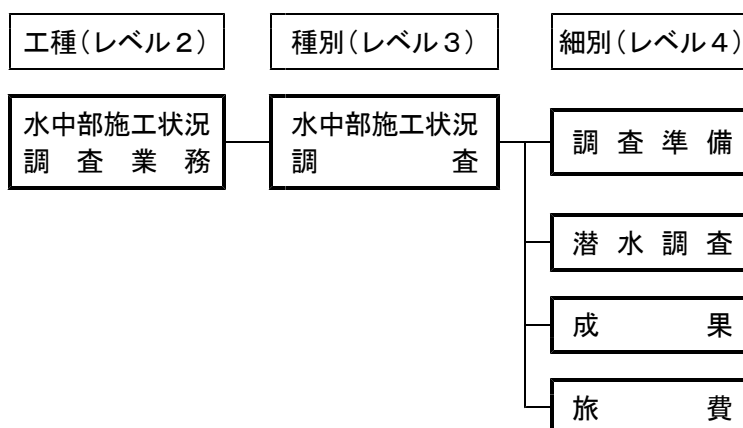 工種(レベル2)
種別(レベル3)
細別(レベル4)
水中部施工状況
調査業務
水中部施工状況
調査
調査準備
潜水調査
成果
旅費